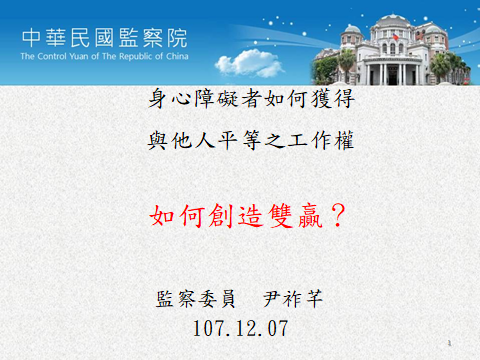 中華民國監察院
The Control Yuan of The Republic of China
身心障礙者如何獲得
與他人平等之工作權
如何創造雙贏？
監察委員　尹祚芊
107.12.07
1